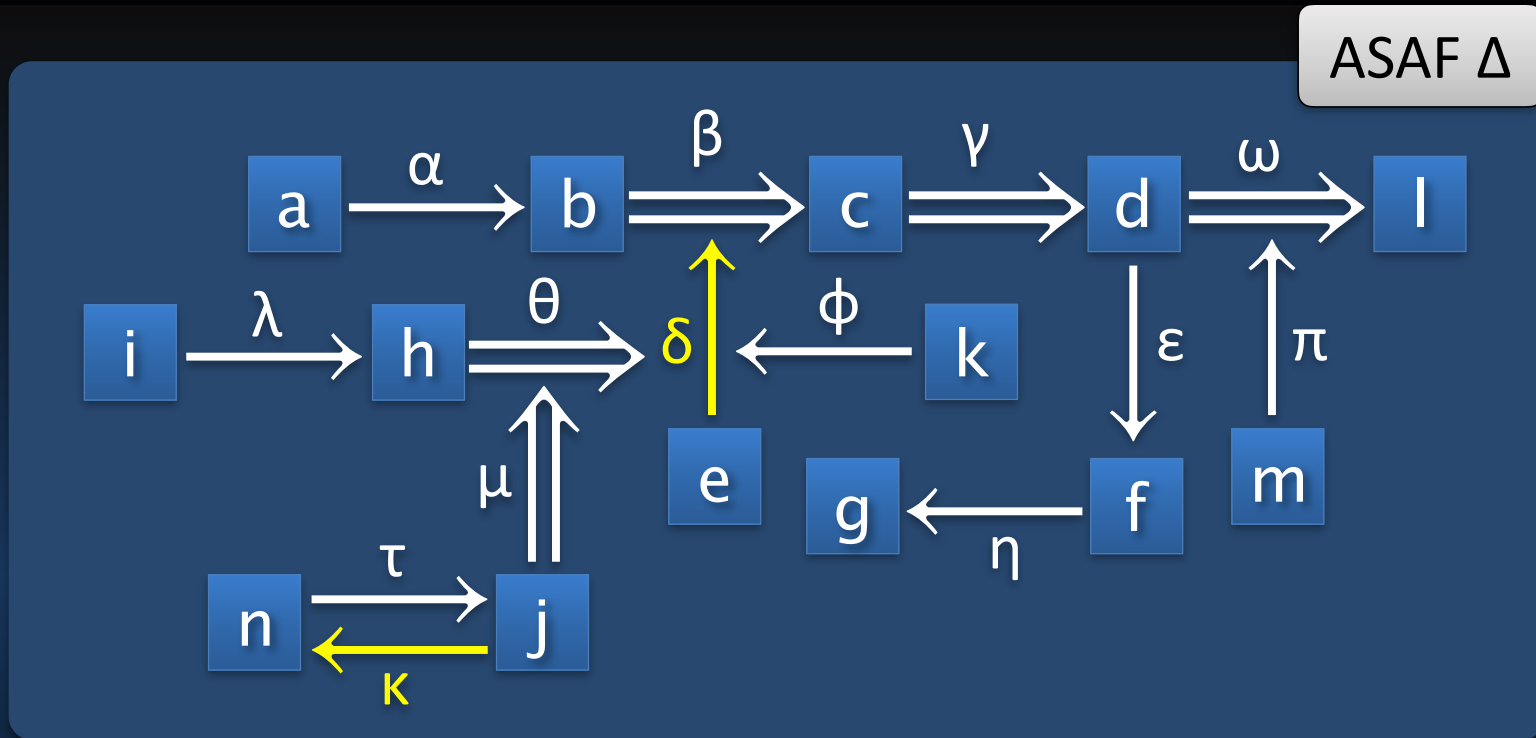 ASAF Δ
β γ
α ω
a b c d l
θ
λ ϕ
δ ε π
i h k
μ e m
g f
τ η
n j
κ